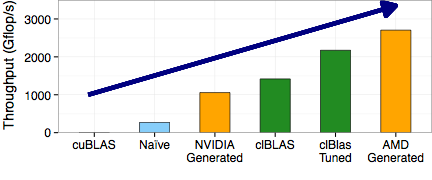 Throughput (Gflop/s)
3000
2000
1000
0
cuBLAS
Naïve
NVIDIA
Generated
clBLAS
clBlas
Tuned
AMD
Generated